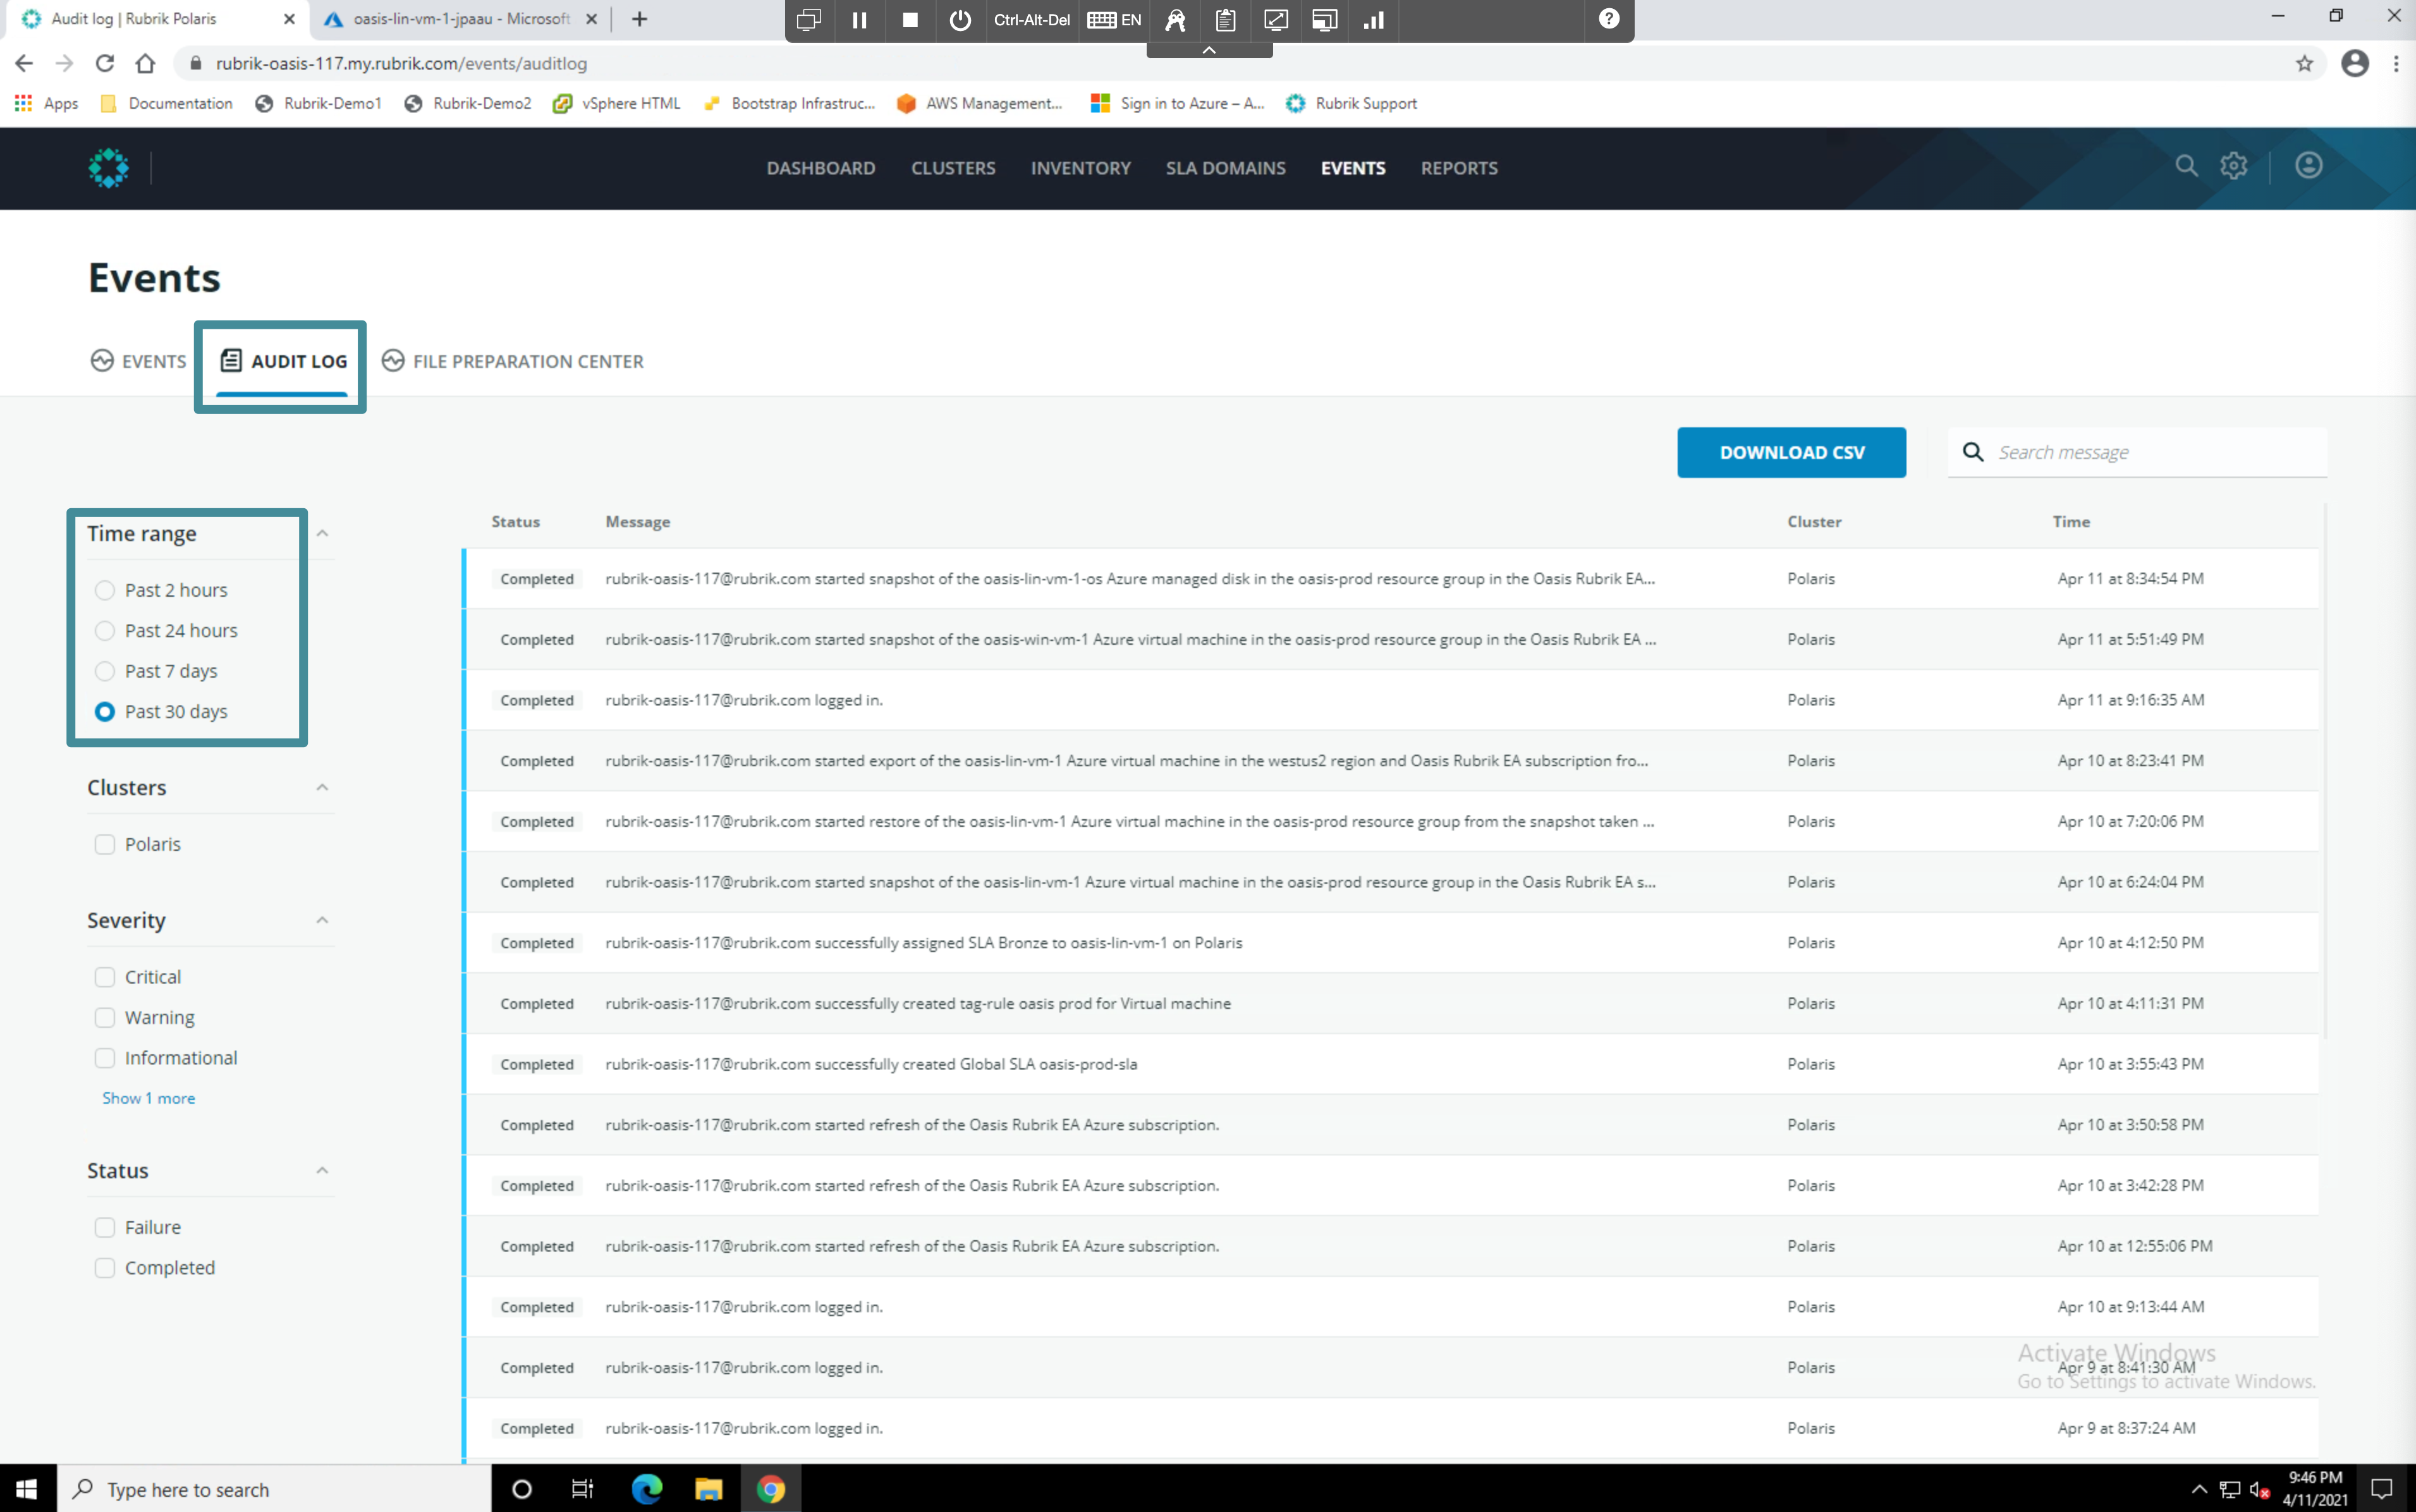 Audit log | Rubrik Polaris
oasis-lin-vm-1-jpaau - Microsoft
Ctrl-Alt-Del
EN
rubrik-oasis-117.my.rubrik.com/events/auditlog
Apps Documentation Rubrik-Demo1 Rubrik-Demo2 vSphere HTML Bootstrap Infrastruc... AWS Management... Sign in to Azure – A... Rubrik Support
DASHBOARD CLUSTERS INVENTORY SLA DOMAINS EVENTS REPORTS
Events
EVENTS AUDIT LOG FILE PREPARATION CENTER
DOWNLOAD CSV
Search message
Time range
Past 2 hours
Past 24 hours
Past 7 days
Past 30 days
Clusters
Polaris
Severity
Critical
Warning
Informational
Show 1 more
Status
Failure
Completed
Status Message Cluster Time
Completed rubrik-oasis-117@rubrik.com started snapshot of the oasis-lin-vm-1-os Azure managed disk in the oasis-prod resource group in the Oasis Rubrik EA... Polaris Apr 11 at 8:34:54 PM
Completed rubrik-oasis-117@rubrik.com started snapshot of the oasis-win-vm-1 Azure virtual machine in the oasis-prod resource group in the Oasis Rubrik EA ... Polaris Apr 11 at 5:51:49 PM
Completed rubrik-oasis-117@rubrik.com logged in. Polaris Apr 11 at 9:16:35 AM
Completed rubrik-oasis-117@rubrik.com started export of the oasis-lin-vm-1 Azure virtual machine in the westus2 region and Oasis Rubrik EA subscription fro... Polaris Apr 10 at 8:23:41 PM
Completed rubrik-oasis-117@rubrik.com started restore of the oasis-lin-vm-1 Azure virtual machine in the oasis-prod resource group from the snapshot taken ... Polaris Apr 10 at 7:20:06 PM
Completed rubrik-oasis-117@rubrik.com started snapshot of the oasis-lin-vm-1 Azure virtual machine in the oasis-prod resource group in the Oasis Rubrik EA s... Polaris Apr 10 at 6:24:04 PM
Completed rubrik-oasis-117@rubrik.com successfully assigned SLA Bronze to oasis-lin-vm-1 on Polaris Polaris Apr 10 at 4:12:50 PM
Completed rubrik-oasis-117@rubrik.com successfully created tag-rule oasis prod for Virtual machine Polaris Apr 10 at 4:11:31 PM
Completed rubrik-oasis-117@rubrik.com successfully created Global SLA oasis-prod-sla Polaris Apr 10 at 3:55:43 PM
Completed rubrik-oasis-117@rubrik.com started refresh of the Oasis Rubrik EA Azure subscription. Polaris Apr 10 at 3:50:58 PM
Completed rubrik-oasis-117@rubrik.com started refresh of the Oasis Rubrik EA Azure subscription. Polaris Apr 10 at 3:42:28 PM
Completed rubrik-oasis-117@rubrik.com started refresh of the Oasis Rubrik EA Azure subscription. Polaris Apr 10 at 12:55:06 PM
Completed rubrik-oasis-117@rubrik.com logged in. Polaris Apr 10 at 9:13:44 AM
Completed rubrik-oasis-117@rubrik.com logged in. Polaris Apr 9 at 8:41:30 AM
Completed rubrik-oasis-117@rubrik.com logged in. Polaris Apr 9 at 8:37:24 AM
Activate Windows
Go to Settings to activate Windows.
Type here to search
9:46 PM
4/11/2021